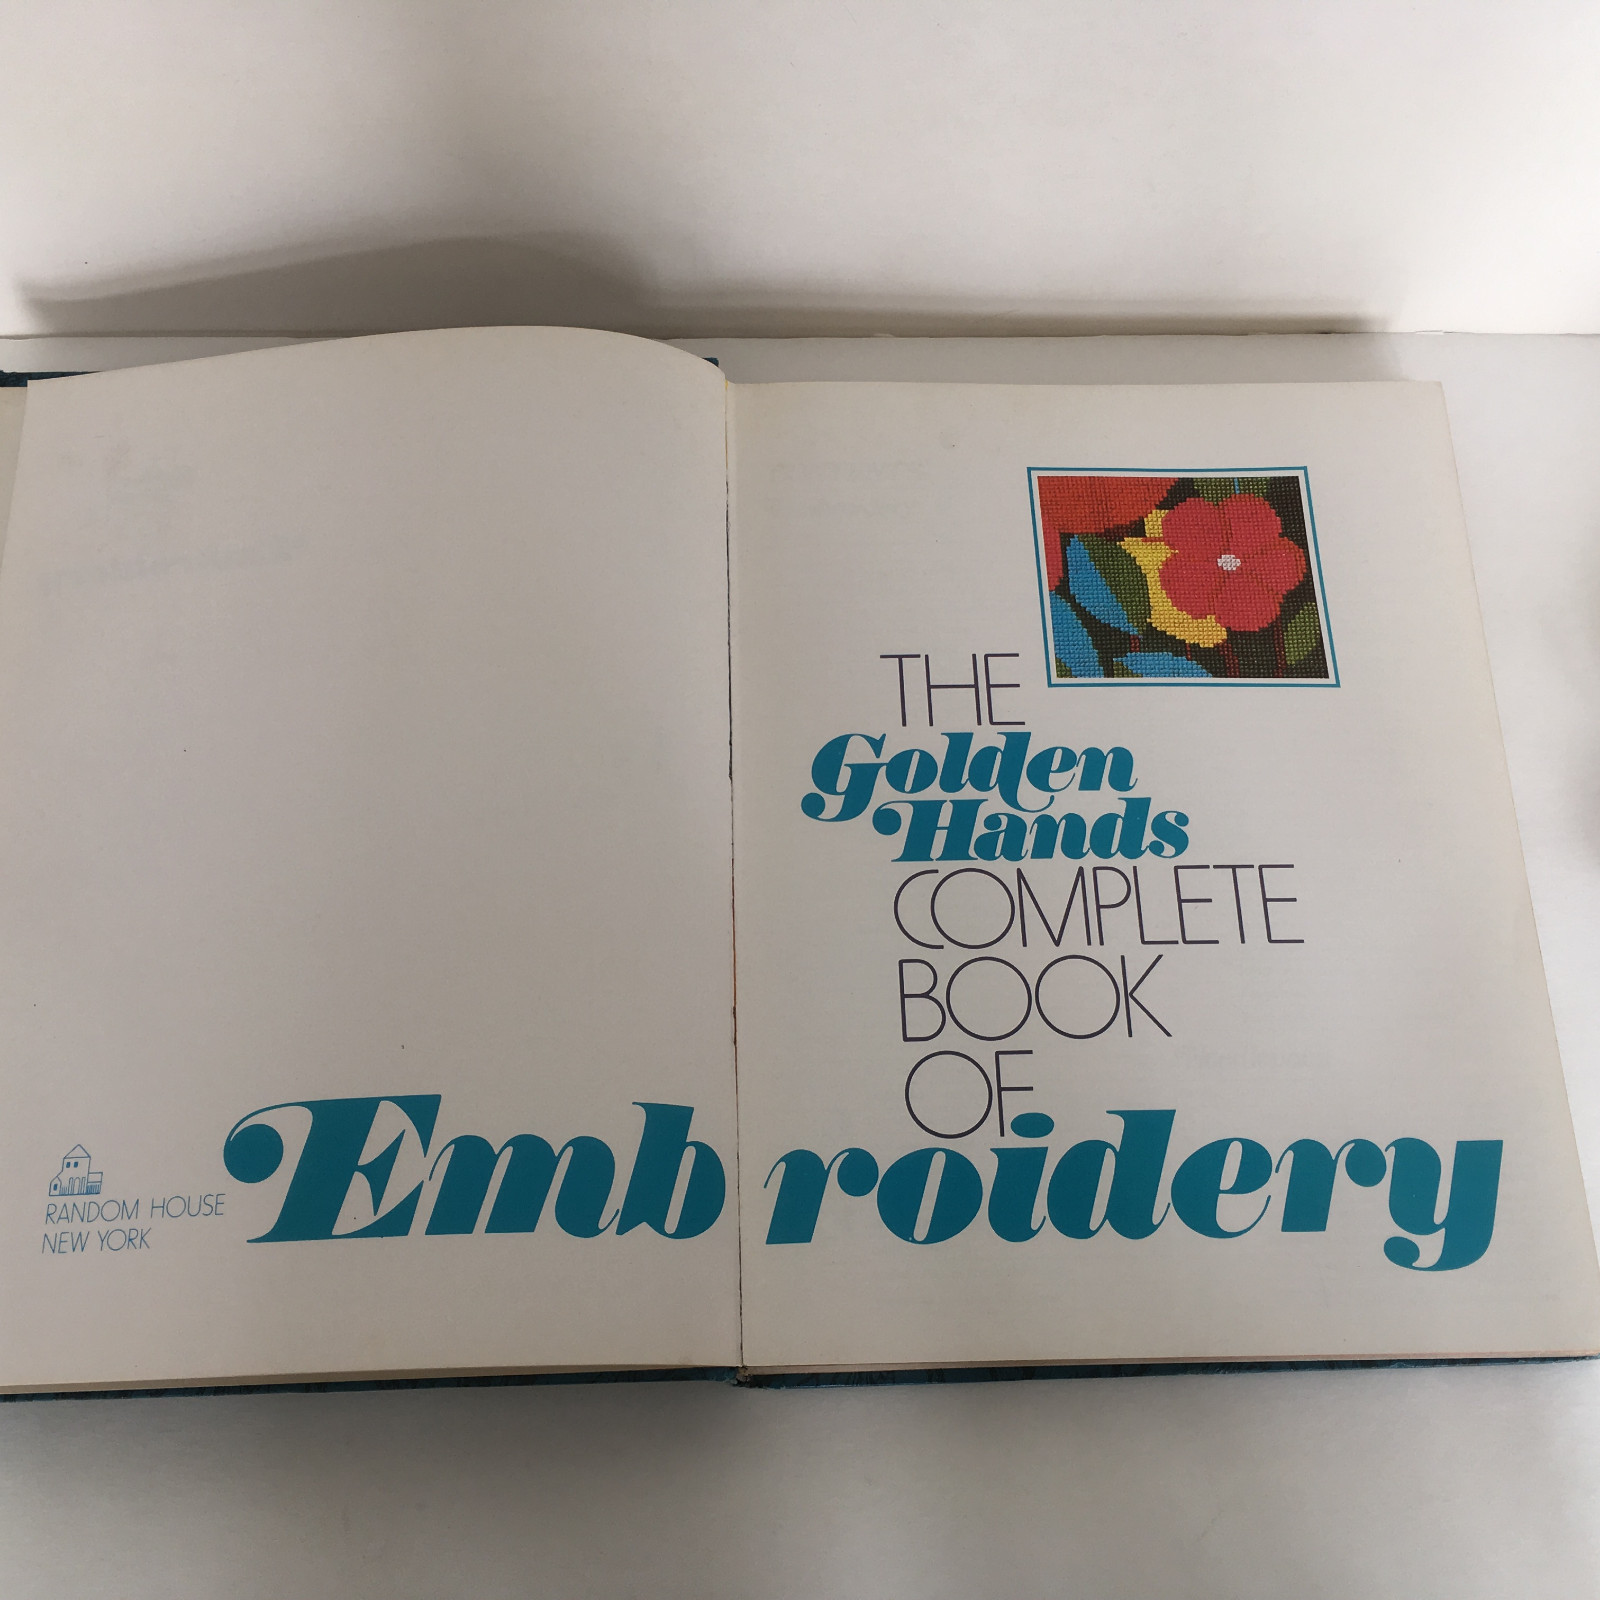 THE
Golden
Hands
COMPLETE
BOOK
OF
Embroidery
RANDOM HOUSE
NEW YORK